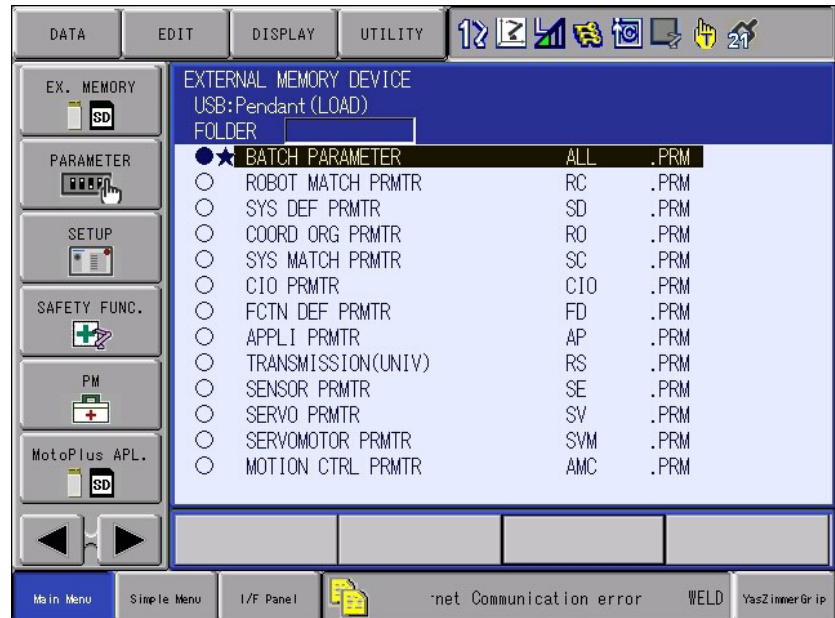 DATA EDIT DISPLAY UTILITY
12
21
EX. MEMORY
SD
PARAMETER
SETUP
SAFETY FUNC.
PM
MotoPlus APL.
SD
EXTERNAL MEMORY DEVICE
USB:Pendant(LOAD)
FOLDER
BATCH PARAMETER ALL .PRM
ROBOT MATCH PRMTR RC .PRM
SYS DEF PRMTR SD .PRM
COORD ORG PRMTR RO .PRM
SYS MATCH PRMTR SC .PRM
CIO PRMTR CIO .PRM
FCTN DEF PRMTR FD .PRM
APPLI PRMTR AP .PRM
TRANSMISSION(UNIV) RS .PRM
SENSOR PRMTR SE .PRM
SERVO PRMTR SV .PRM
SERVOMOTOR PRMTR SVM .PRM
MOTION CTRL PRMTR AMC .PRM
Main Menu Simple Menu I/F Panel net Communication error WELD YasZimmerGrip